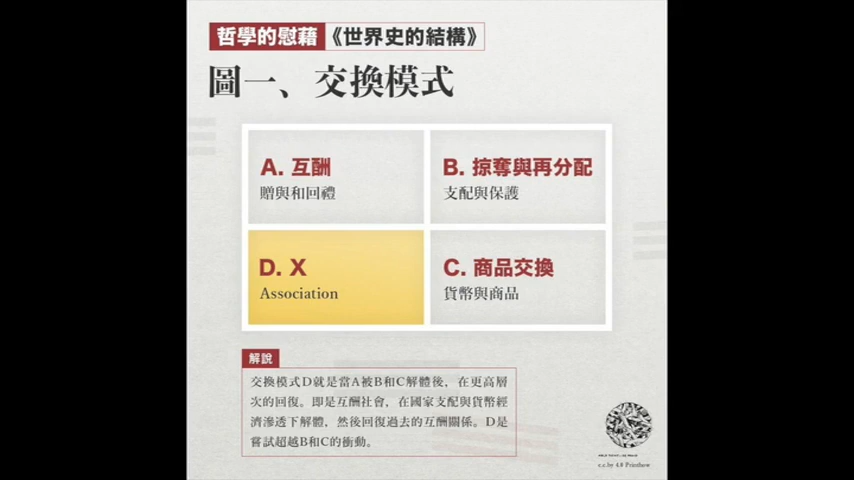 哲學的慰藉《世界史的結構》
圖一、交換模式
A. 互酬
贈與和回禮
B. 掠奪與再分配
支配與保護
D. X
Association
C. 商品交換
貨幣與商品
解說
交換模式D就是當A被B和C解體後，在更高層
次的回復。即是互酬社會，在國家支配與貨幣經
濟滲透下解體，然後回復過去的互酬關係。D是
嘗試超越B和C的衝動。
c.c.by 4.0 Printhow